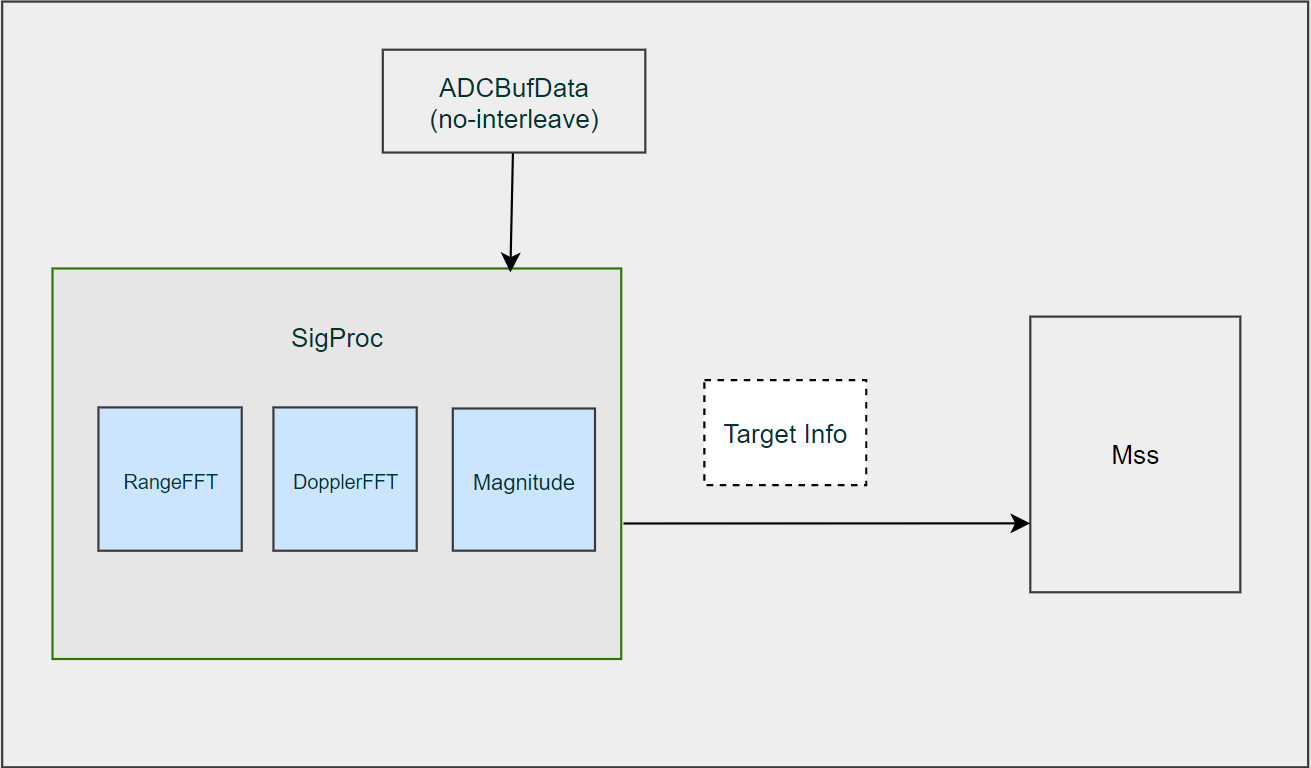 ADCBufData
(no-interleave)
SigProc
RangeFFT
DopplerFFT
Magnitude
Target Info
Mss